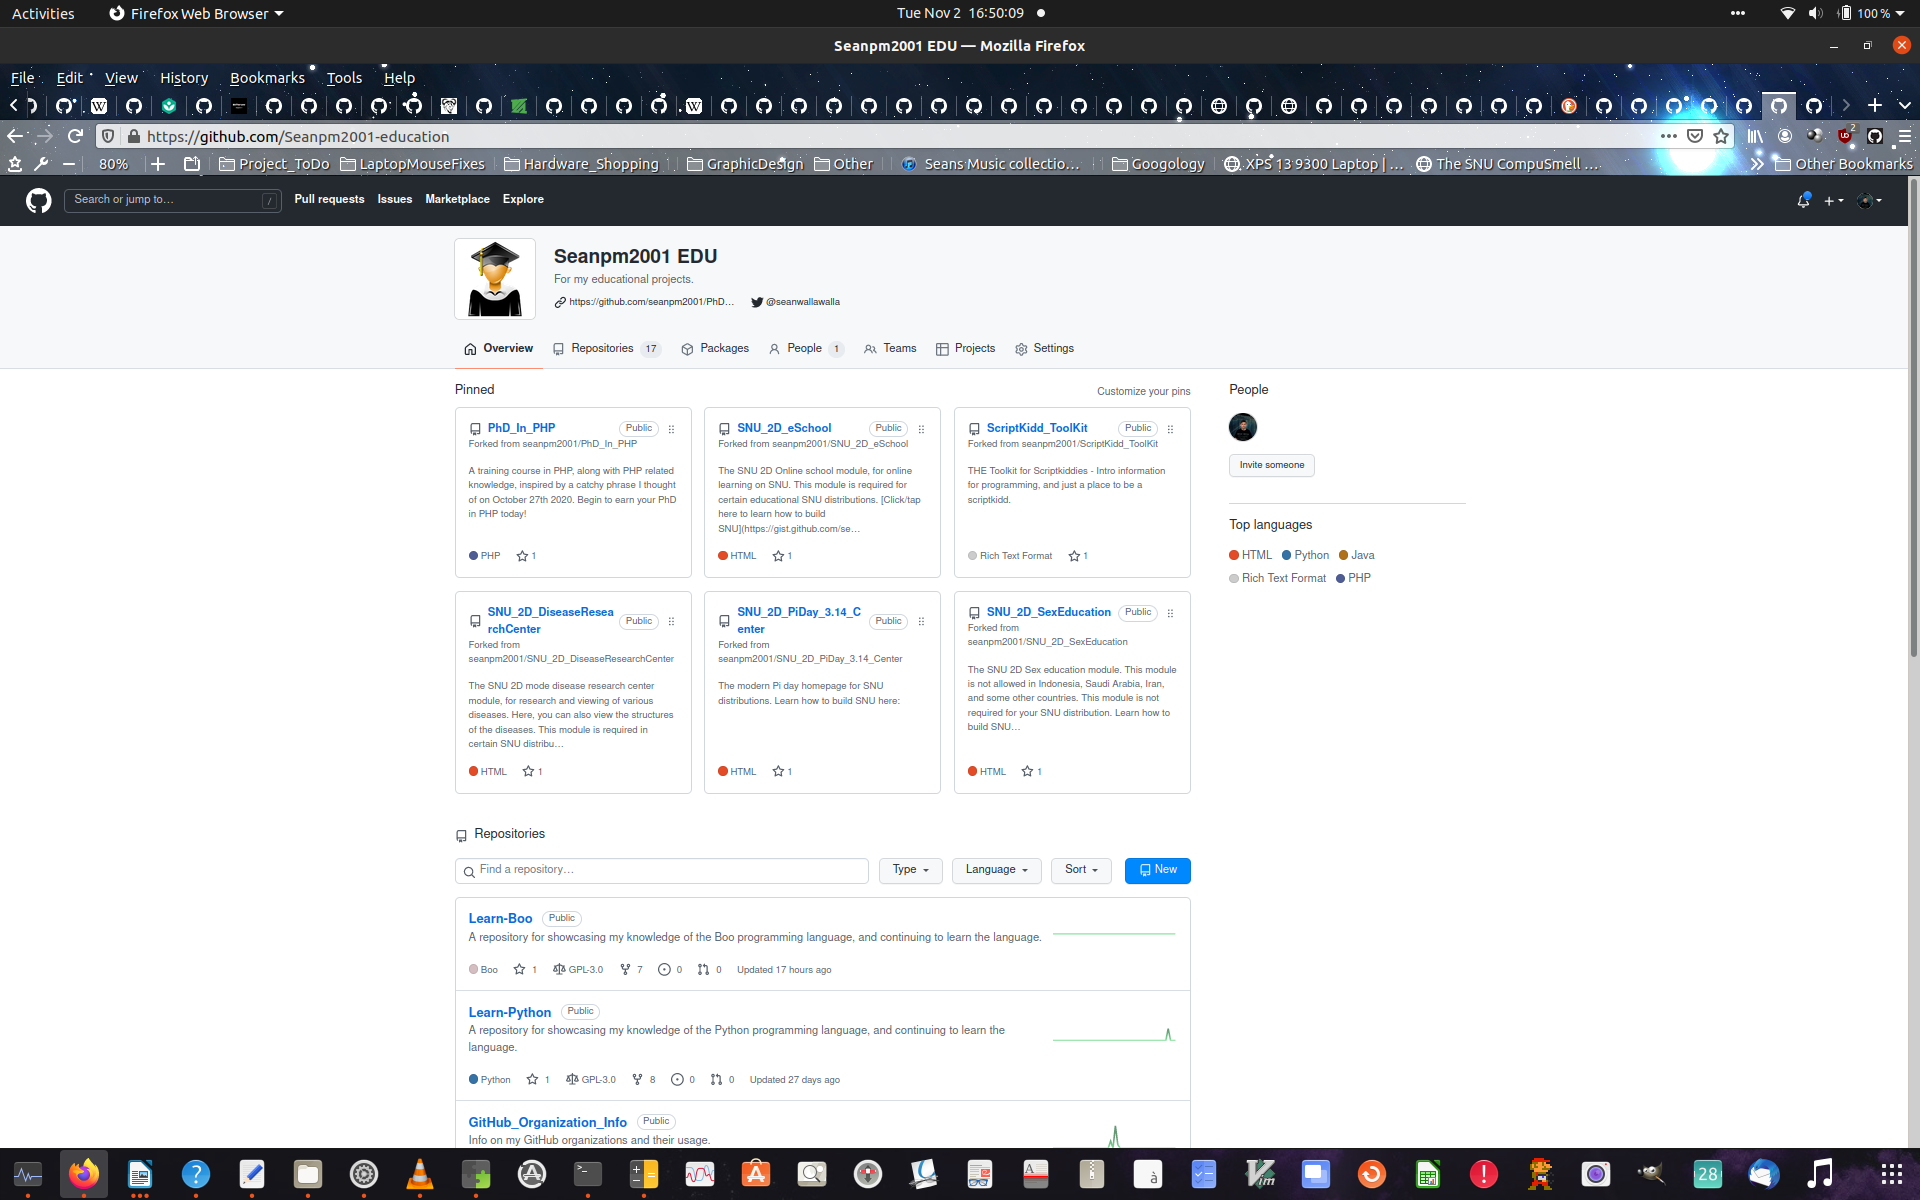 Activities
Firefox Web Browser
Tue Nov 2 16:50:09
100 %
Seanpm2001 EDU — Mozilla Firefox
File Edit View History Bookmarks Tools Help
https://github.com/Seanpm2001-education
2
80%
Project_ToDo
LaptopMouseFixes
Hardware_Shopping
GraphicDesign
Other
Seans Music collectio…
Googology
XPS 13 9300 Laptop | …
The SNU CompuSmell …
Other Bookmarks
Search or jump to…
/
Pull requests Issues Marketplace Explore
Seanpm2001 EDU
For my educational projects.
https://github.com/seanpm2001/PhD…
@seanwallawalla
Overview
Repositories 17
Packages
People 1
Teams
Projects
Settings
Pinned
Customize your pins
PhD_In_PHP
Public
Forked from seanpm2001/PhD_In_PHP
A training course in PHP, along with PHP related
knowledge, inspired by a catchy phrase I thought
of on October 27th 2020. Begin to earn your PhD
in PHP today!
PHP 1
SNU_2D_eSchool
Public
Forked from seanpm2001/SNU_2D_eSchool
The SNU 2D Online school module, for online
learning on SNU. This module is required for
certain educational SNU distributions. [Click/tap
here to learn how to build
SNU](https://gist.github.com/se…
HTML 1
ScriptKidd_ToolKit
Public
Forked from seanpm2001/ScriptKidd_ToolKit
THE Toolkit for Scriptkiddies - Intro information
for programming, and just a place to be a
scriptkidd.
Rich Text Format 1
SNU_2D_DiseaseResea
rchCenter
Public
Forked from
seanpm2001/SNU_2D_DiseaseResearchCenter
The SNU 2D mode disease research center
module, for research and viewing of various
diseases. Here, you can also view the structures
of the diseases. This module is required in
certain SNU distribu…
HTML 1
SNU_2D_PiDay_3.14_C
enter
Public
Forked from
seanpm2001/SNU_2D_PiDay_3.14_Center
The modern Pi day homepage for SNU
distributions. Learn how to build SNU here:
HTML 1
SNU_2D_SexEducation
Public
Forked from
seanpm2001/SNU_2D_SexEducation
The SNU 2D Sex education module. This module
is not allowed in Indonesia, Saudi Arabia, Iran,
and some other countries. This module is not
required for your SNU distribution. Learn how to
build SNU…
HTML 1
People
Invite someone
Top languages
HTML Python Java
Rich Text Format PHP
Repositories
Find a repository…
Type
Language
Sort
New
Learn-Boo Public
A repository for showcasing my knowledge of the Boo programming language, and continuing to learn the language.
Boo 1 GPL-3.0 7 0 0 Updated 17 hours ago
Learn-Python Public
A repository for showcasing my knowledge of the Python programming language, and continuing to learn the
language.
Python 1 GPL-3.0 8 0 0 Updated 27 days ago
GitHub_Organization_Info Public
Info on my GitHub organizations and their usage.
28